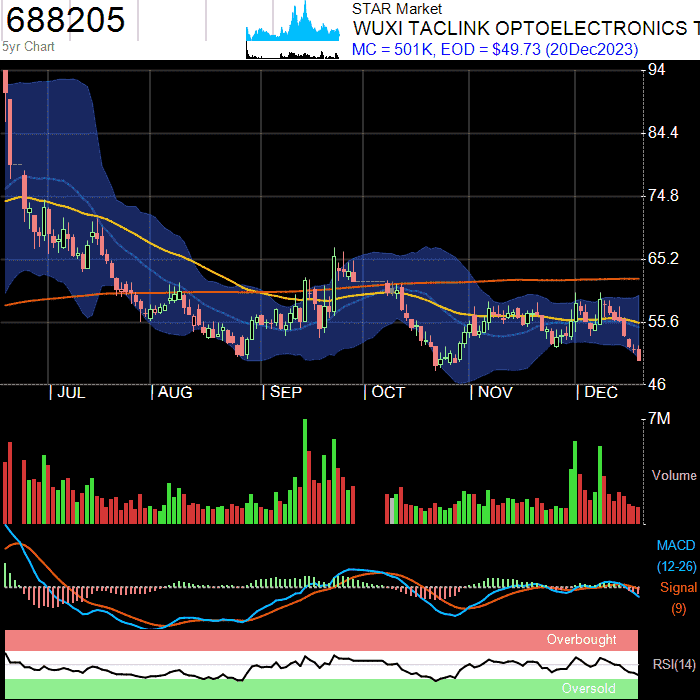 688205
5yr Chart
STAR Market
WUXI TACLINK OPTOELECTRONICS T
MC = 501K, EOD = $49.73 (20Dec2023)
94
84.4
74.8
65.2
55.6
46
JUL
AUG
SEP
OCT
NOV
DEC
7M
Volume
MACD
(12-26)
Signal
(9)
Overbought
RSI(14)
Oversold